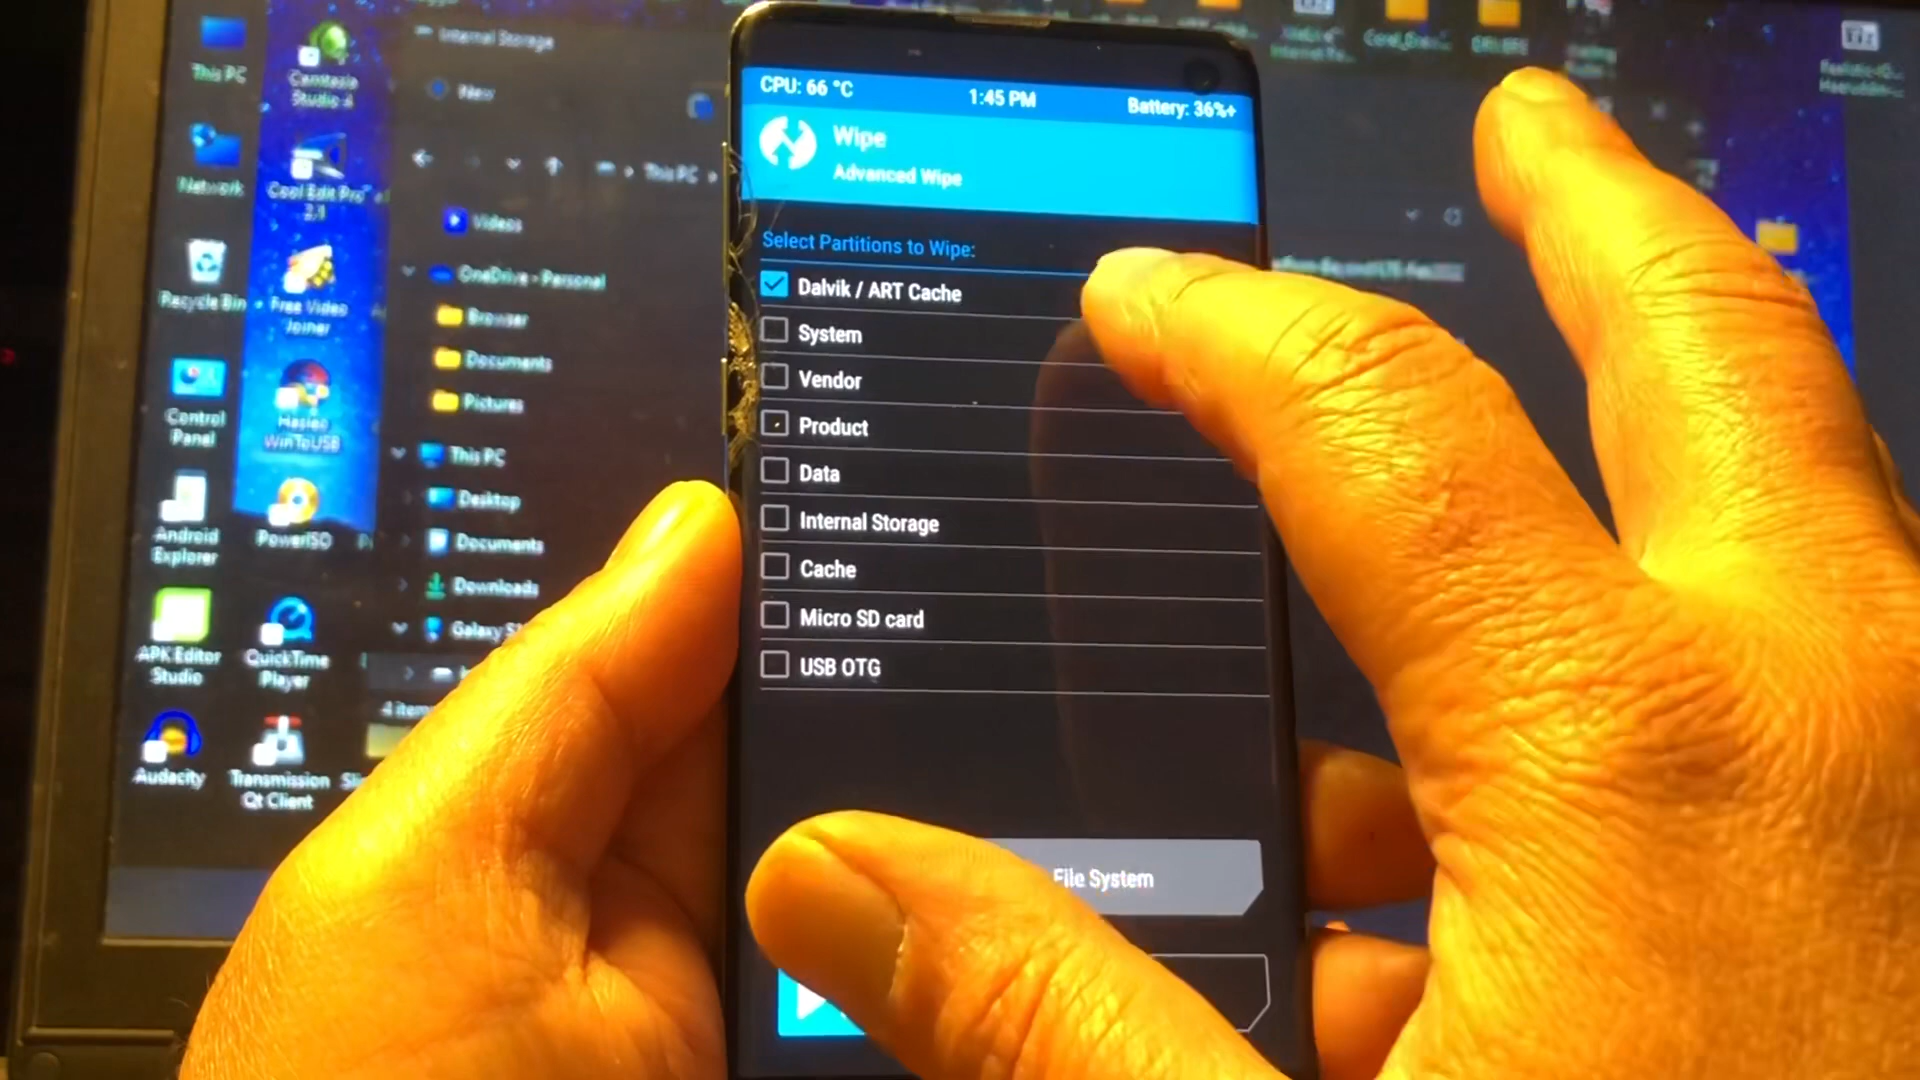 CPU: 66 °C
1:45 PM
Battery: 36%+
Wipe
Advanced Wipe
Select Partitions to Wipe:
Dalvik / ART Cache
System
Vendor
Product
Data
Internal Storage
Cache
Micro SD card
USB OTG
File System
This PC
Camtasia
Studio 4
Network
Cool Edit Pro
2.1
Recycle Bin
Free Video
Joiner
Control
Panel
Hasleo
WinToUSB
Android
Explorer
PowerISO
APK Editor
Studio
QuickTime
Player
Audacity
Transmission
Qt Client
Internal Storage
New
This PC
Videos
OneDrive - Personal
Browser
Documents
Pictures
This PC
Desktop
Documents
Downloads
Galaxy
4 item